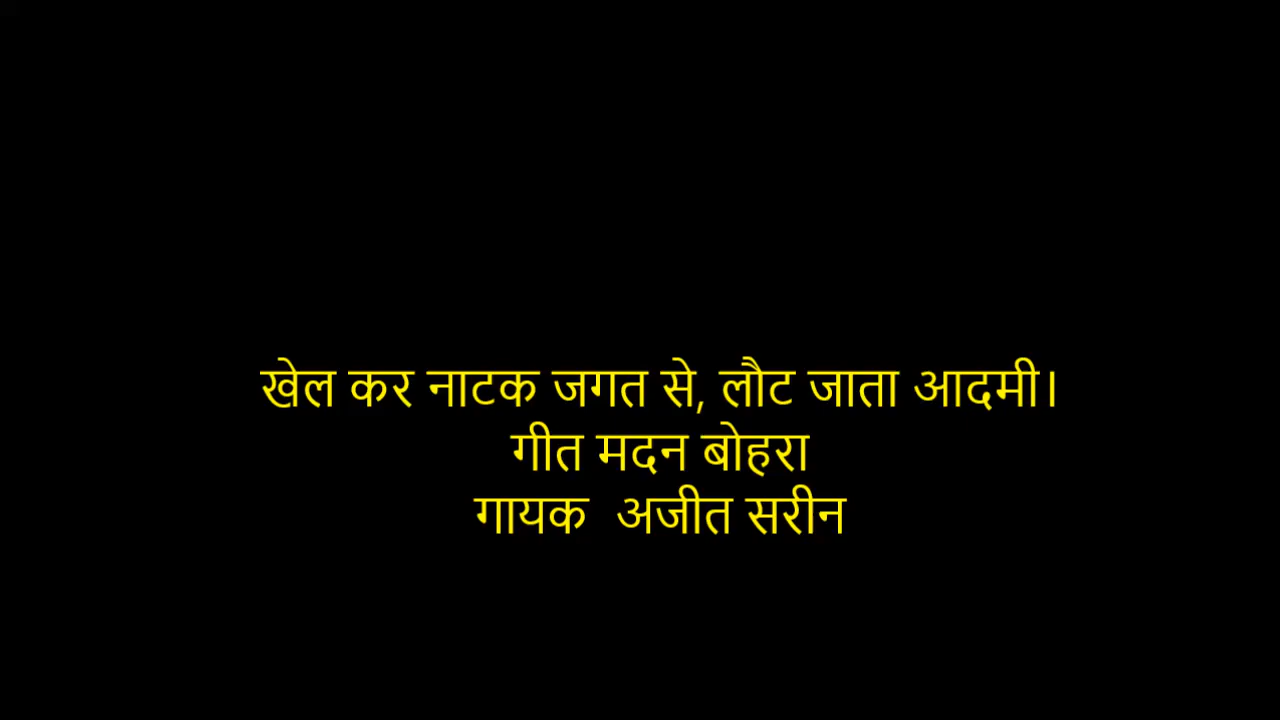 खेल कर नाटक जगत से, लौट जाता आदमी।
गीत मदन बोहरा
गायक  अजीत सरीन